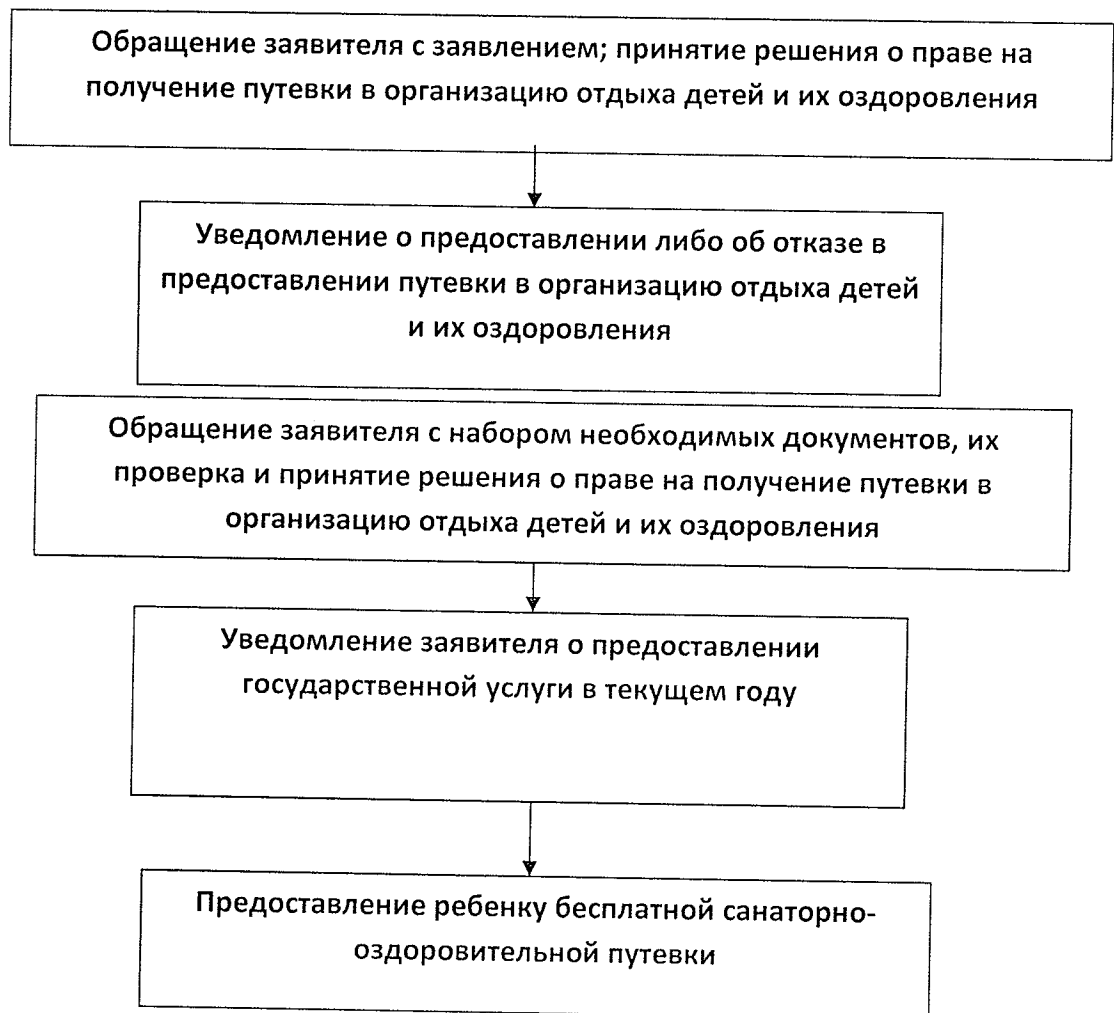 Обращение заявителя с заявлением; принятие решения о праве на
получение путевки в организацию отдыха детей и их оздоровления
Уведомление о предоставлении либо об отказе в
предоставлении путевки в организацию отдыха детей
и их оздоровления
Обращение заявителя с набором необходимых документов, их
проверка и принятие решения о праве на получение путевки в
организацию отдыха детей и их оздоровления
Уведомление заявителя о предоставлении
государственной услуги в текущем году
Предоставление ребенку бесплатной санаторно-
оздоровительной путевки